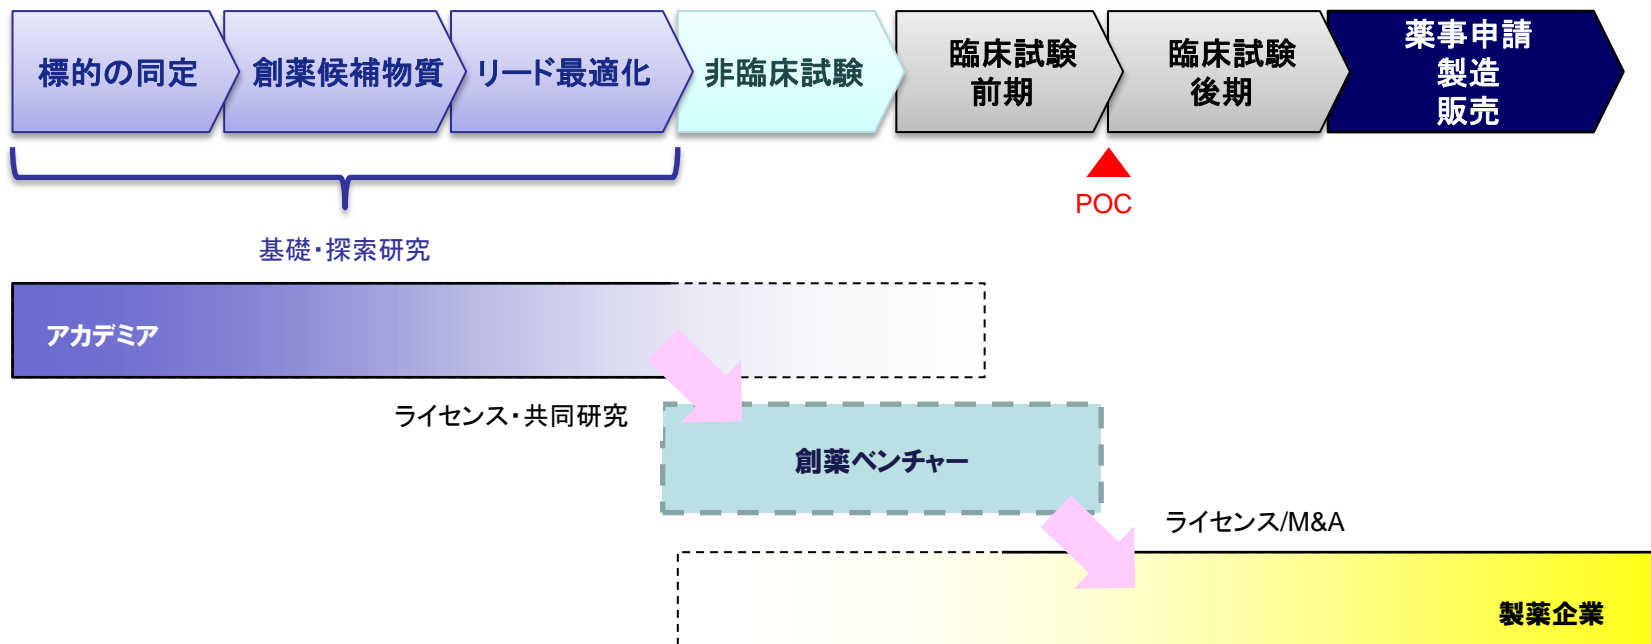 標的の同定
創薬候補物質
リード最適化
非臨床試験
臨床試験
前期
臨床試験
後期
薬事申請
製造
販売
POC
基礎・探索研究
アカデミア
ライセンス・共同研究
創薬ベンチャー
ライセンス/M&A
製薬企業